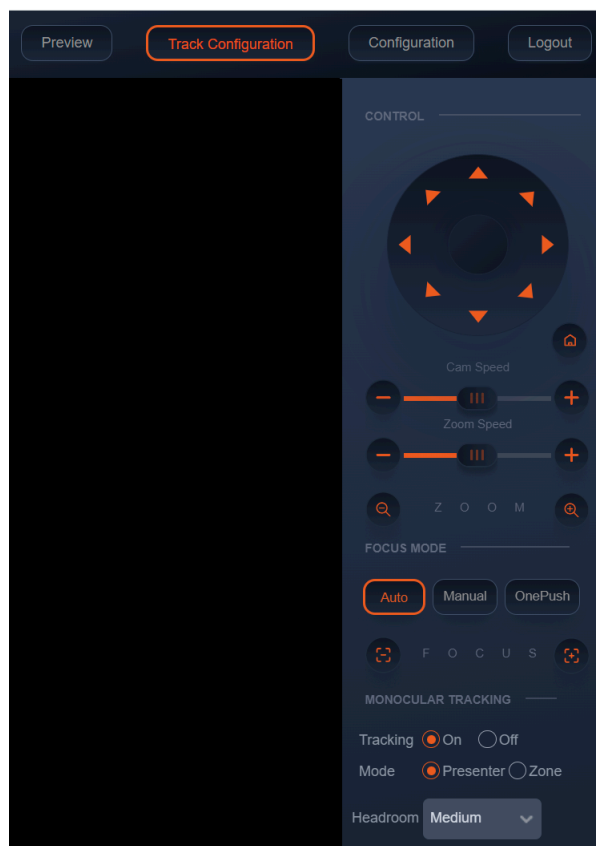 Preview Track Configuration Configuration Logout
CONTROL
Cam Speed
Zoom Speed
Z O O M
FOCUS MODE
Auto Manual OnePush
F O C U S
MONOCULAR TRACKING
Tracking On Off
Mode Presenter Zone
Headroom Medium